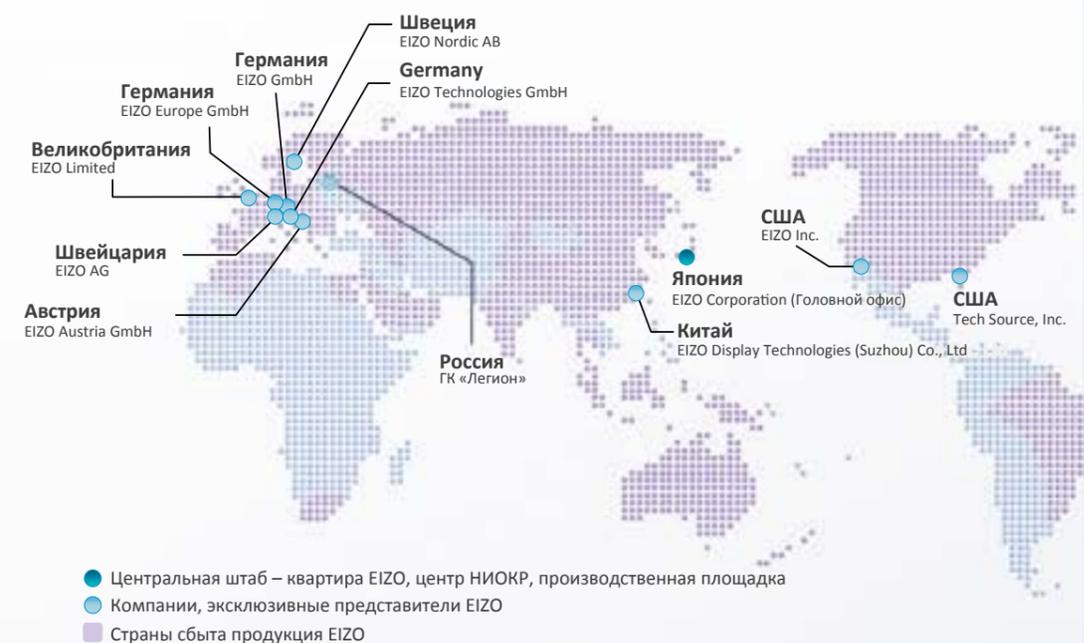 Швеция
EIZO Nordic AB
Германия
EIZO GmbH
Germany
EIZO Technologies GmbH
Германия
EIZO Europe GmbH
Великобритания
EIZO Limited
Швейцария
EIZO AG
Австрия
EIZO Austria GmbH
Россия
ГК «Легион»
США
EIZO Inc.
Япония
EIZO Corporation (Головной офис)
США
Tech Source, Inc.
Китай
EIZO Display Technologies (Suzhou) Co., Ltd
Центральная штаб – квартира EIZO, центр НИОКР, производственная площадка
Компании, эксклюзивные представители EIZO
Страны сбыта продукция EIZO